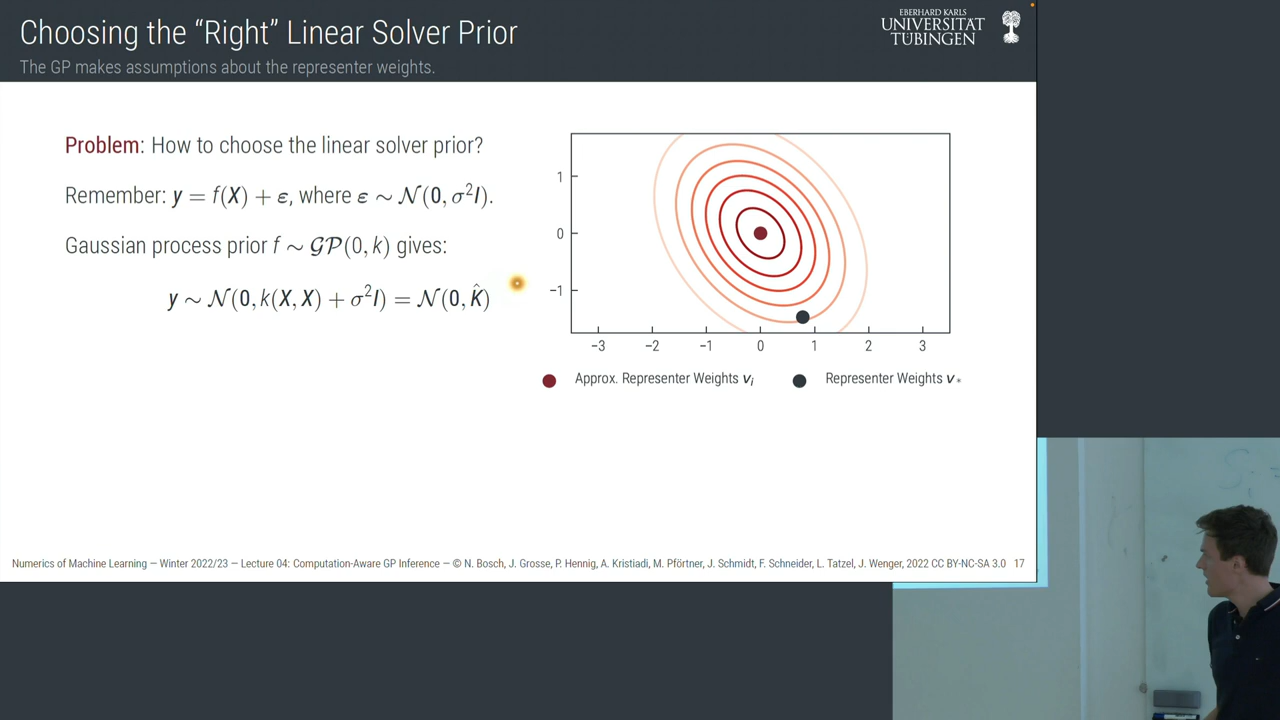 Choosing the “Right” Linear Solver Prior
The GP makes assumptions about the representer weights.
EBERHARD KARLS
UNIVERSITÄT
TÜBINGEN
Problem: How to choose the linear solver prior?
Remember: y = f(X) + ε, where ε ∼ 𝒩(0, σ²I).
Gaussian process prior f ∼ 𝒢𝒫(0, k) gives:
y ∼ 𝒩(0, k(X, X) + σ²I) = 𝒩(0, K̂)
1
0
−1
−3 −2 −1 0 1 2 3
Approx. Representer Weights vᵢ
Representer Weights v⁎
Numerics of Machine Learning — Winter 2022/23 — Lecture 04: Computation-Aware GP Inference — © N. Bosch, J. Grosse, P. Hennig, A. Kristiadi, M. Pförtner, J. Schmidt, F. Schneider, L. Tatzel, J. Wenger, 2022 CC BY-NC-SA 3.0 17